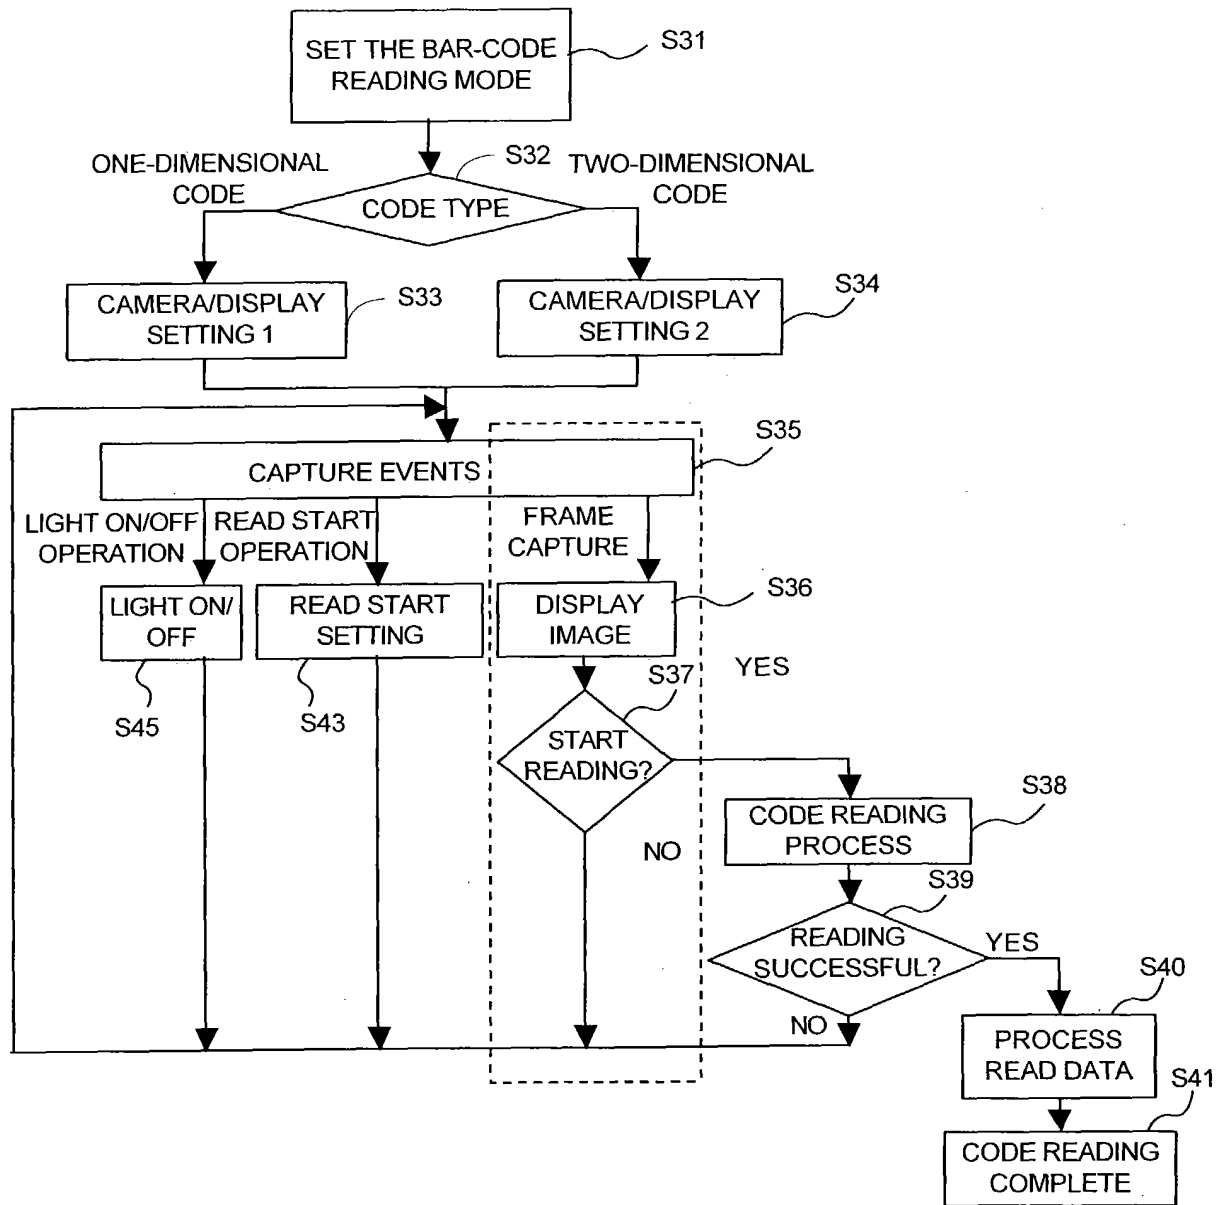 SET THE BAR-CODE
READING MODE
S31
ONE-DIMENSIONAL
CODE
S32
TWO-DIMENSIONAL
CODE
CODE TYPE
CAMERA/DISPLAY
SETTING 1
S33
CAMERA/DISPLAY
SETTING 2
S34
S35
CAPTURE EVENTS
LIGHT ON/OFF
OPERATION
READ START
OPERATION
FRAME
CAPTURE
LIGHT ON/
OFF
S45
READ START
SETTING
S43
DISPLAY
IMAGE
S36
S37
YES
START
READING?
NO
CODE READING
PROCESS
S38
S39
READING
SUCCESSFUL?
YES
NO
S40
PROCESS
READ DATA
S41
CODE READING
COMPLETE